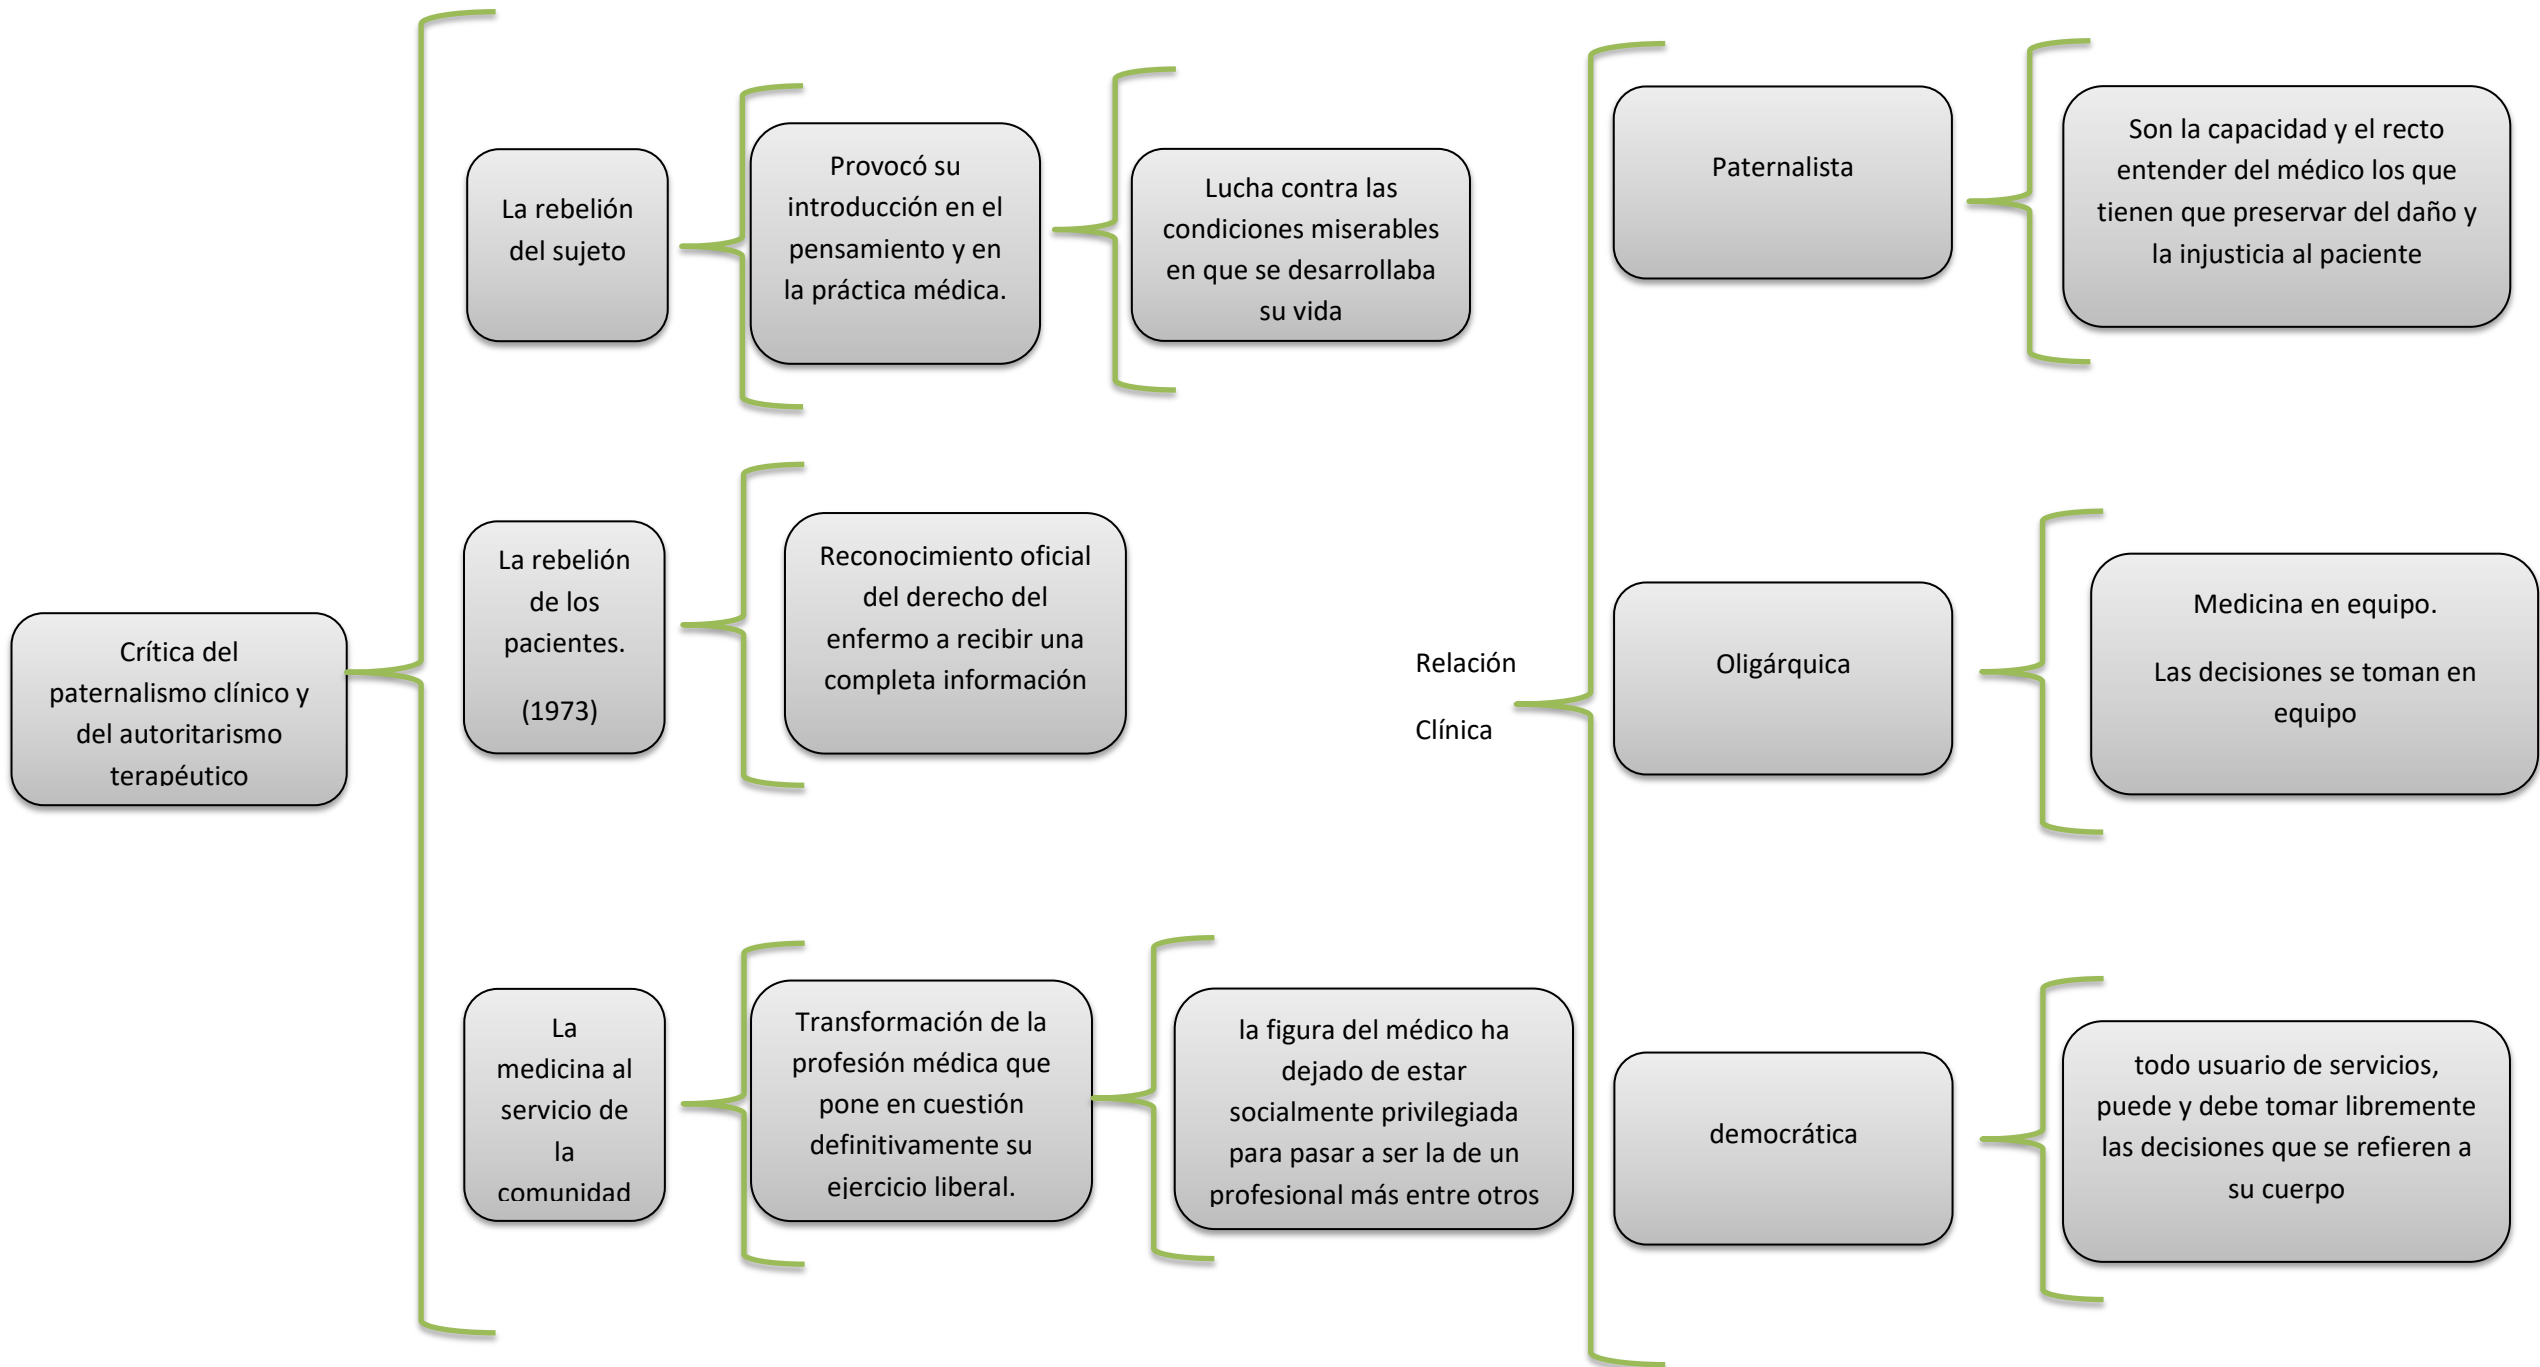 Crítica del
paternalismo clínico y
del autoritarismo
terapéutico
La rebelión
del sujeto
Provocó su
introducción en el
pensamiento y en
la práctica médica.
Lucha contra las
condiciones miserables
en que se desarrollaba
su vida
La rebelión
de los
pacientes.
(1973)
Reconocimiento oficial
del derecho del
enfermo a recibir una
completa información
La
medicina al
servicio de
la
comunidad
Transformación de la
profesión médica que
pone en cuestión
definitivamente su
ejercicio liberal.
la figura del médico ha
dejado de estar
socialmente privilegiada
para pasar a ser la de un
profesional más entre otros
Relación
Clínica
Paternalista
Son la capacidad y el recto
entender del médico los que
tienen que preservar del daño y
la injusticia al paciente
Oligárquica
Medicina en equipo.
Las decisiones se toman en
equipo
democrática
todo usuario de servicios,
puede y debe tomar libremente
las decisiones que se refieren a
su cuerpo